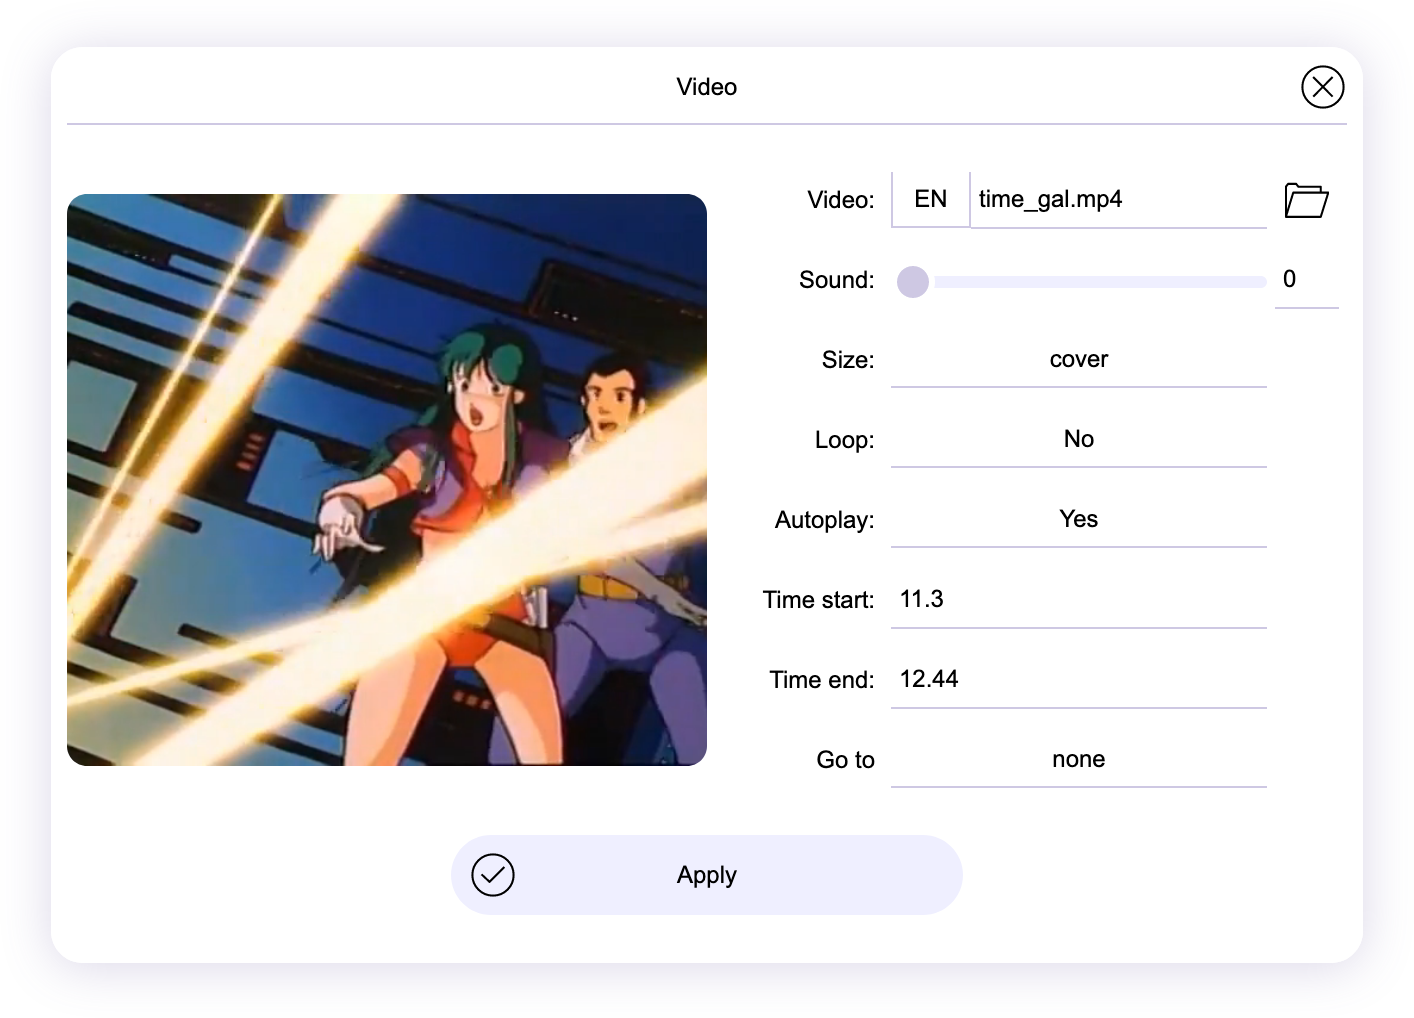 Video
Video: EN time_gal.mp4
Sound: 0
Size: cover
Loop: No
Autoplay: Yes
Time start: 11.3
Time end: 12.44
Go to none
Apply